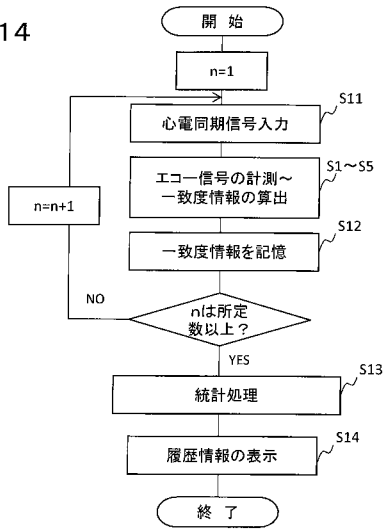 14
開 始
n=1
S11
心電同期信号入力
S1～S5
エコー信号の計測～
一致度情報の算出
n=n+1
S12
一致度情報を記憶
NO
nは所定
数以上？
YES
S13
統計処理
S14
履歴情報の表示
終 了